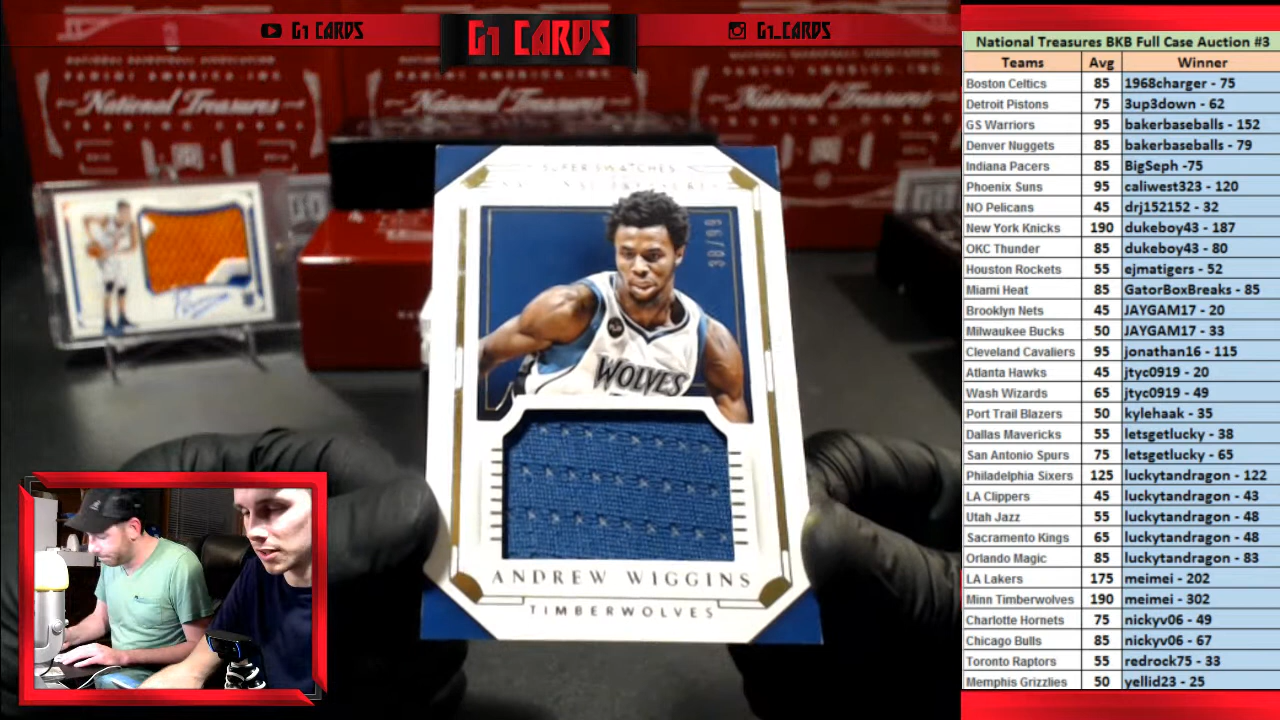 G1 CARDS
G1 CARDS
G1_CARDS
PANINI AMERICA, INC.
National Treasures
TRADING CARDS
National Treasures
National Treasures
SUPER SWATCHES
38/99
WOLVES
ANDREW WIGGINS
TIMBERWOLVES
National Treasures BKB Full Case Auction #3
Teams Avg Winner
Boston Celtics 85 1968charger - 75
Detroit Pistons 75 3up3down - 62
GS Warriors 95 bakerbaseballs - 152
Denver Nuggets 85 bakerbaseballs - 79
Indiana Pacers 85 BigSeph -75
Phoenix Suns 95 caliwest323 - 120
NO Pelicans 45 drj152152 - 32
New York Knicks 190 dukeboy43 - 187
OKC Thunder 85 dukeboy43 - 80
Houston Rockets 55 ejmatigers - 52
Miami Heat 85 GatorBoxBreaks - 85
Brooklyn Nets 45 JAYGAM17 - 20
Milwaukee Bucks 50 JAYGAM17 - 33
Cleveland Cavaliers 95 jonathan16 - 115
Atlanta Hawks 45 jtyc0919 - 20
Wash Wizards 65 jtyc0919 - 49
Port Trail Blazers 50 kylehaak - 35
Dallas Mavericks 55 letsgetlucky - 38
San Antonio Spurs 75 letsgetlucky - 65
Philadelphia Sixers 125 luckytandragon - 122
LA Clippers 45 luckytandragon - 43
Utah Jazz 55 luckytandragon - 48
Sacramento Kings 65 luckytandragon - 48
Orlando Magic 85 luckytandragon - 83
LA Lakers 175 meimei - 202
Minn Timberwolves 190 meimei - 302
Charlotte Hornets 75 nickyv06 - 49
Chicago Bulls 85 nickyv06 - 67
Toronto Raptors 55 redrock75 - 33
Memphis Grizzlies 50 yellid23 - 25